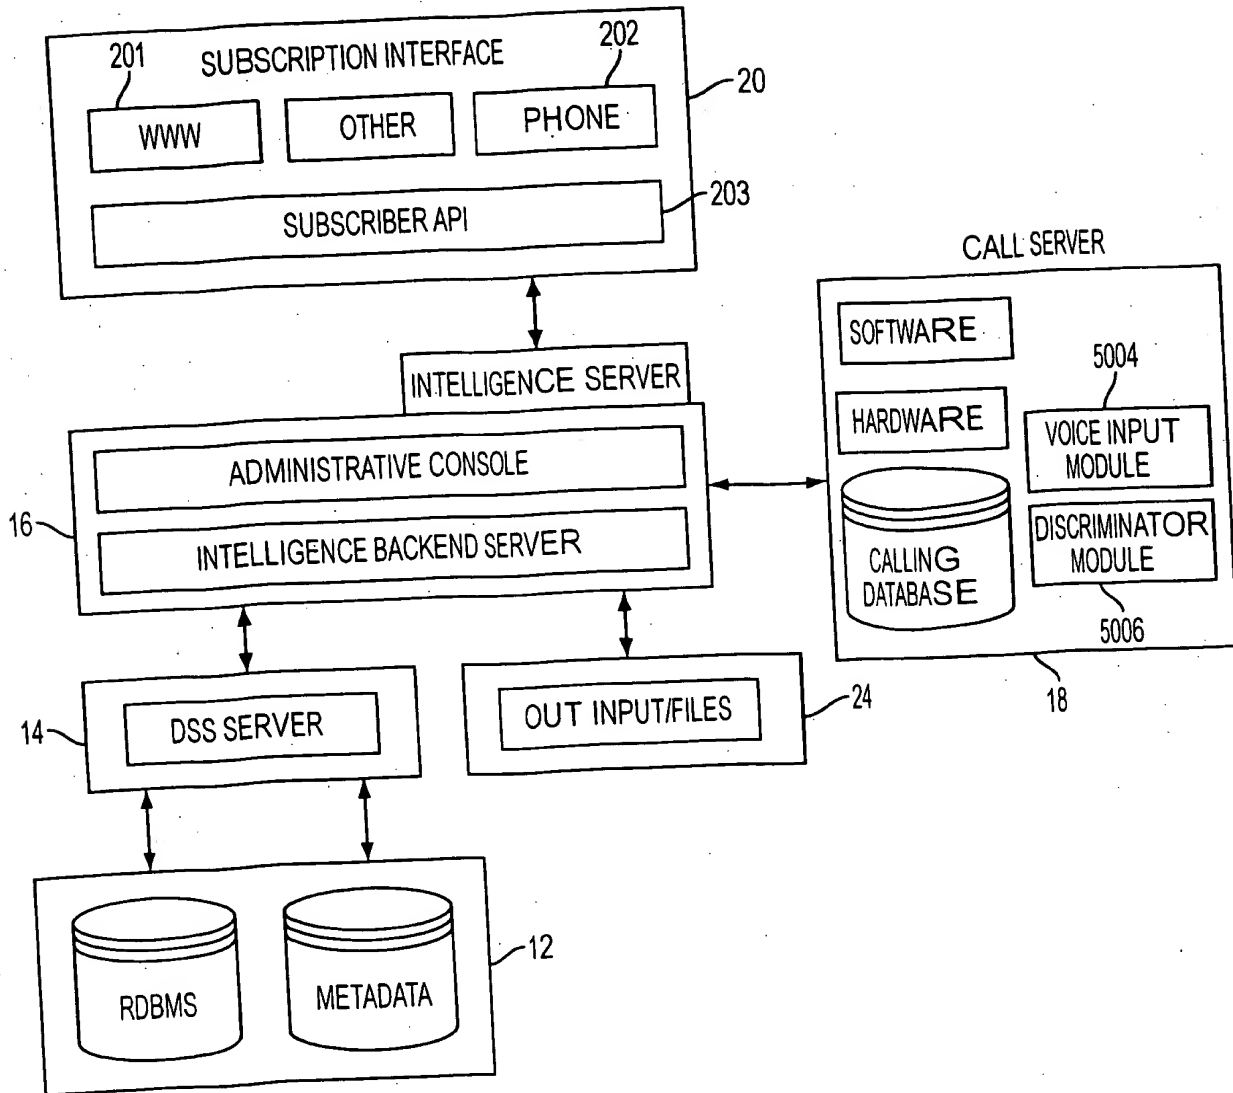 SUBSCRIPTION INTERFACE
201
202
20
WWW
OTHER
PHONE
203
SUBSCRIBER API
CALL SERVER
INTELLIGENCE SERVER
SOFTWARE
HARDWARE
5004
VOICE INPUT
MODULE
ADMINISTRATIVE CONSOLE
16
INTELLIGENCE BACKEND SERVER
CALLING
DATABASE
DISCRIMINATOR
MODULE
5006
18
14
DSS SERVER
OUT INPUT/FILES
24
RDBMS
METADATA
12